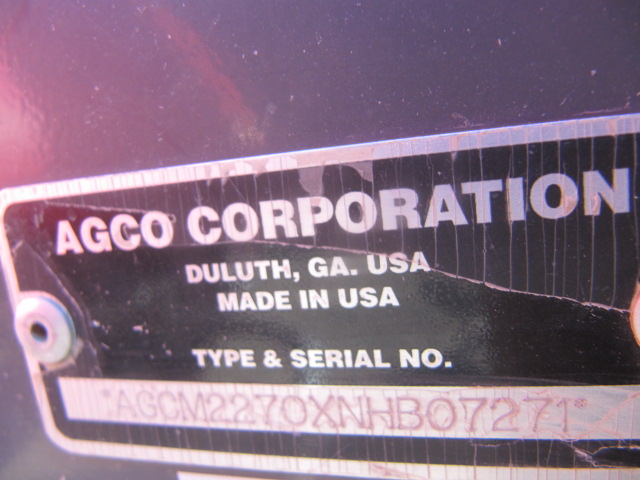 AGCO CORPORATION
DULUTH, GA. USA
MADE IN USA
TYPE & SERIAL NO.
*AGCM2270XNHB07271*